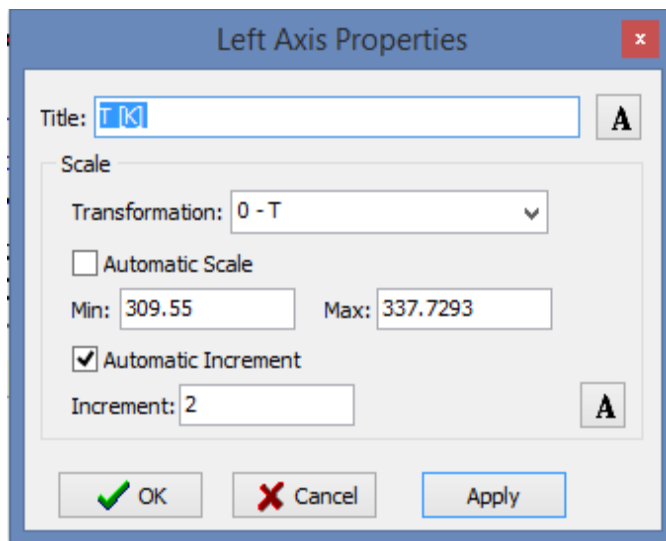 Left Axis Properties
x
Title: T [K]
A
Scale
Transformation: 0 - T
Automatic Scale
Min: 309.55 Max: 337.7293
Automatic Increment
Increment: 2
A
OK Cancel Apply